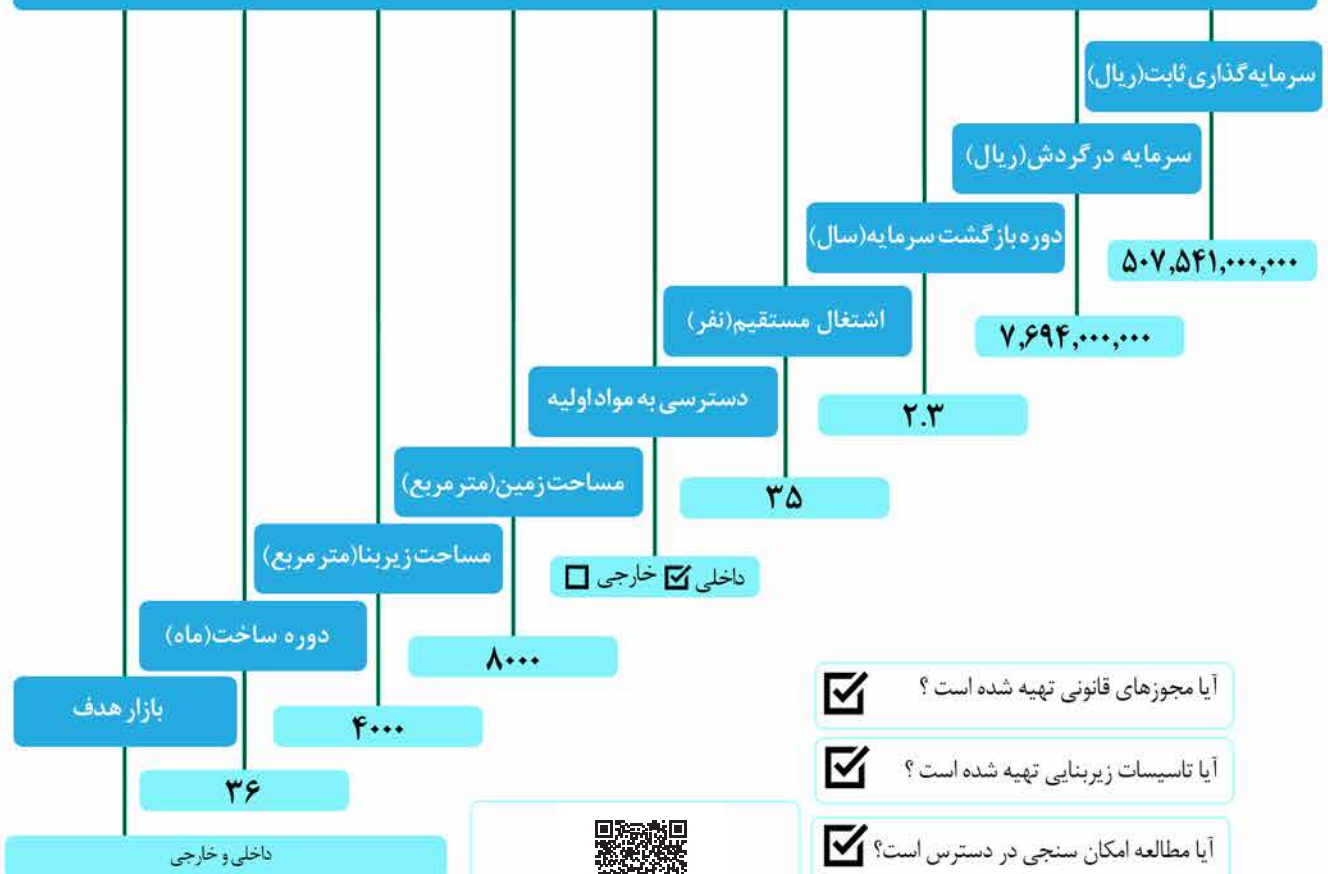 سرمایه‌گذاری ثابت(ریال)
۵۰۷,۵۴۱,۰۰۰,۰۰۰
سرمایه در گردش(ریال)
۷,۶۹۴,۰۰۰,۰۰۰
دوره بازگشت سرمایه(سال)
۲.۳
اشتغال مستقیم(نفر)
۳۵
دسترسی به مواد اولیه
داخلی ☑ خارجی ☐
مساحت زمین(متر مربع)
۸۰۰۰
مساحت زیربنا(متر مربع)
۴۰۰۰
دوره ساخت(ماه)
۳۶
بازار هدف
داخلی و خارجی
آیا مجوزهای قانونی تهیه شده است ؟ ☑
آیا تاسیسات زیربنایی تهیه شده است ؟ ☑
آیا مطالعه امکان سنجی در دسترس است؟ ☑